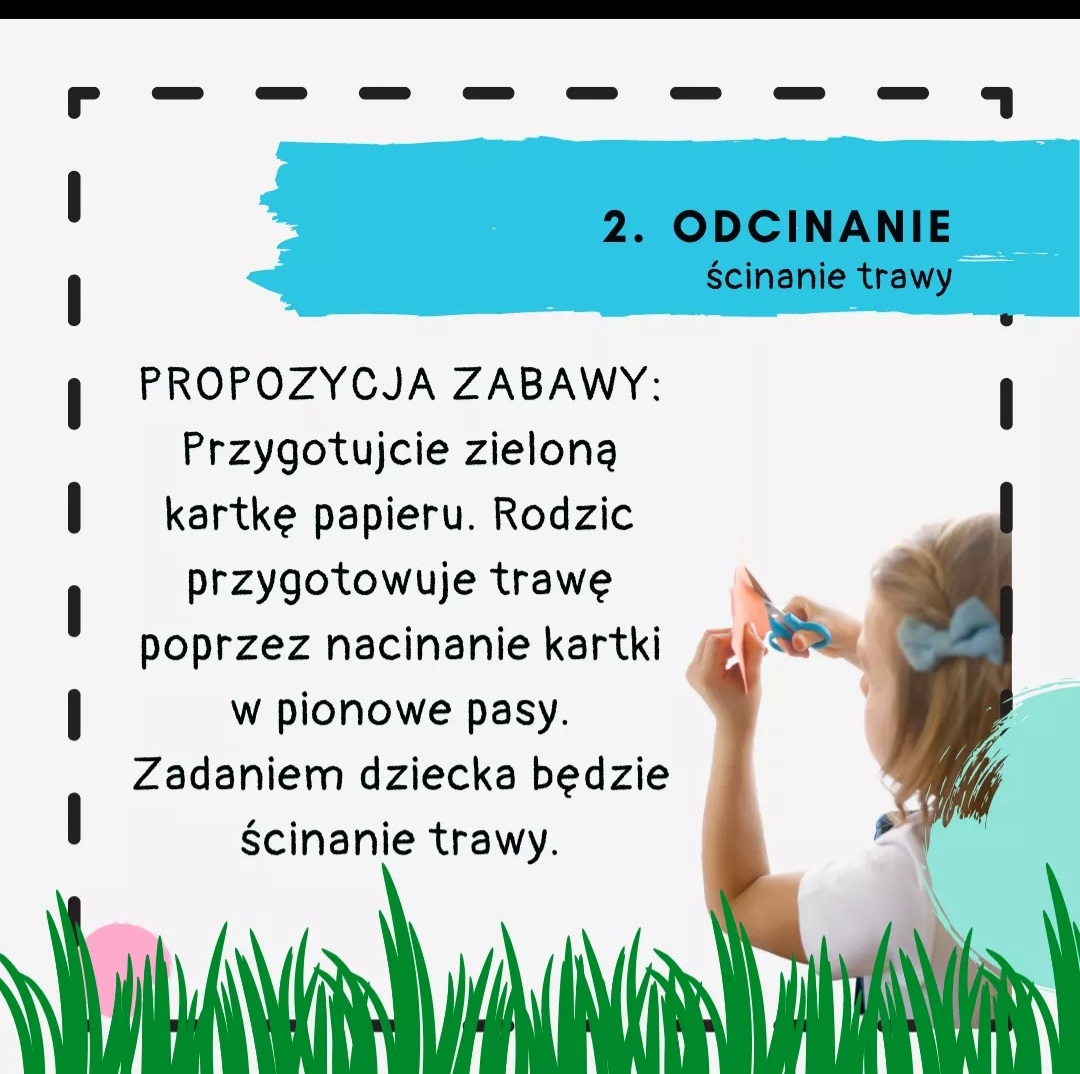 2. ODCINANIE
ścinanie trawy
PROPOZYCJA ZABAWY:
Przygotujcie zieloną
kartkę papieru. Rodzic
przygotowuje trawę
poprzez nacinanie kartki
w pionowe pasy.
Zadaniem dziecka będzie
ścinanie trawy.